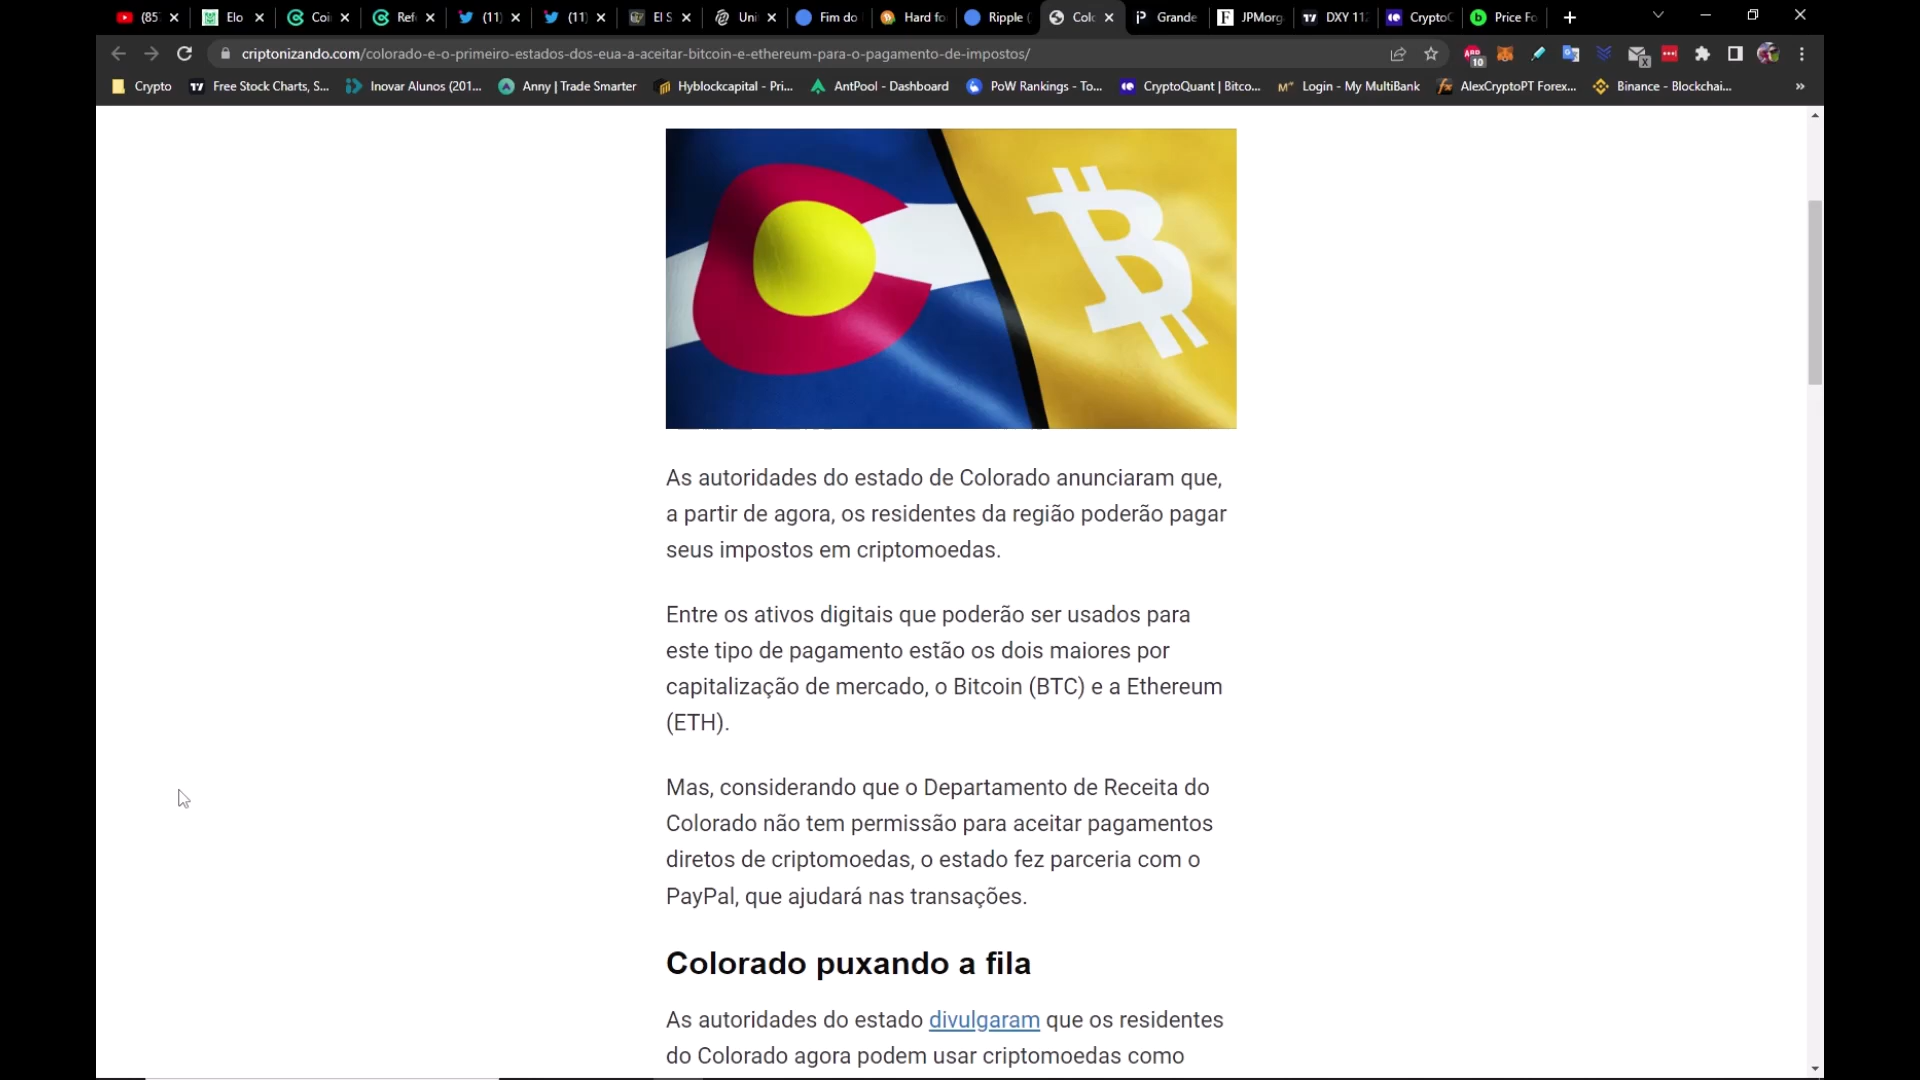 (85
Elo
Coi
Ref
(11)
(11)
El S
Uni
Fim do
Hard fo
Ripple (
Colo
Grande
JPMorg
DXY 112
CryptoC
Price Fo
criptonizando.com/colorado-e-o-primeiro-estados-dos-eua-a-aceitar-bitcoin-e-ethereum-para-o-pagamento-de-impostos/
10
Crypto
Free Stock Charts, S...
Inovar Alunos (201...
Anny | Trade Smarter
Hyblockcapital - Pri...
AntPool - Dashboard
PoW Rankings - To...
CryptoQuant | Bitco...
Login - My MultiBank
AlexCryptoPT Forex...
Binance - Blockchai...
As autoridades do estado de Colorado anunciaram que,
a partir de agora, os residentes da região poderão pagar
seus impostos em criptomoedas.
Entre os ativos digitais que poderão ser usados para
este tipo de pagamento estão os dois maiores por
capitalização de mercado, o Bitcoin (BTC) e a Ethereum
(ETH).
Mas, considerando que o Departamento de Receita do
Colorado não tem permissão para aceitar pagamentos
diretos de criptomoedas, o estado fez parceria com o
PayPal, que ajudará nas transações.
Colorado puxando a fila
As autoridades do estado divulgaram que os residentes
do Colorado agora podem usar criptomoedas como